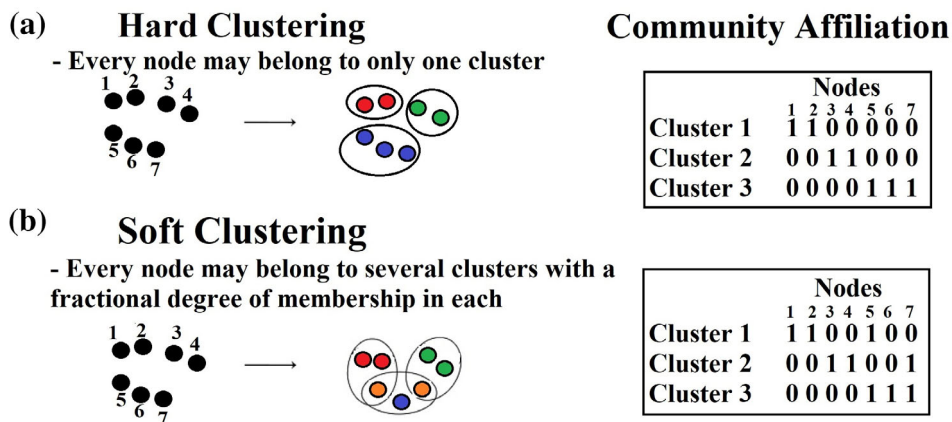 (a) Hard Clustering
- Every node may belong to only one cluster
1 2 3 4
5 6 7
Community Affiliation
Nodes
1 2 3 4 5 6 7
Cluster 1 1 1 0 0 0 0 0
Cluster 2 0 0 1 1 0 0 0
Cluster 3 0 0 0 0 1 1 1
(b) Soft Clustering
- Every node may belong to several clusters with a
fractional degree of membership in each
1 2 3 4
5 6 7
Nodes
1 2 3 4 5 6 7
Cluster 1 1 1 0 0 1 0 0
Cluster 2 0 0 1 1 0 0 1
Cluster 3 0 0 0 0 1 1 1